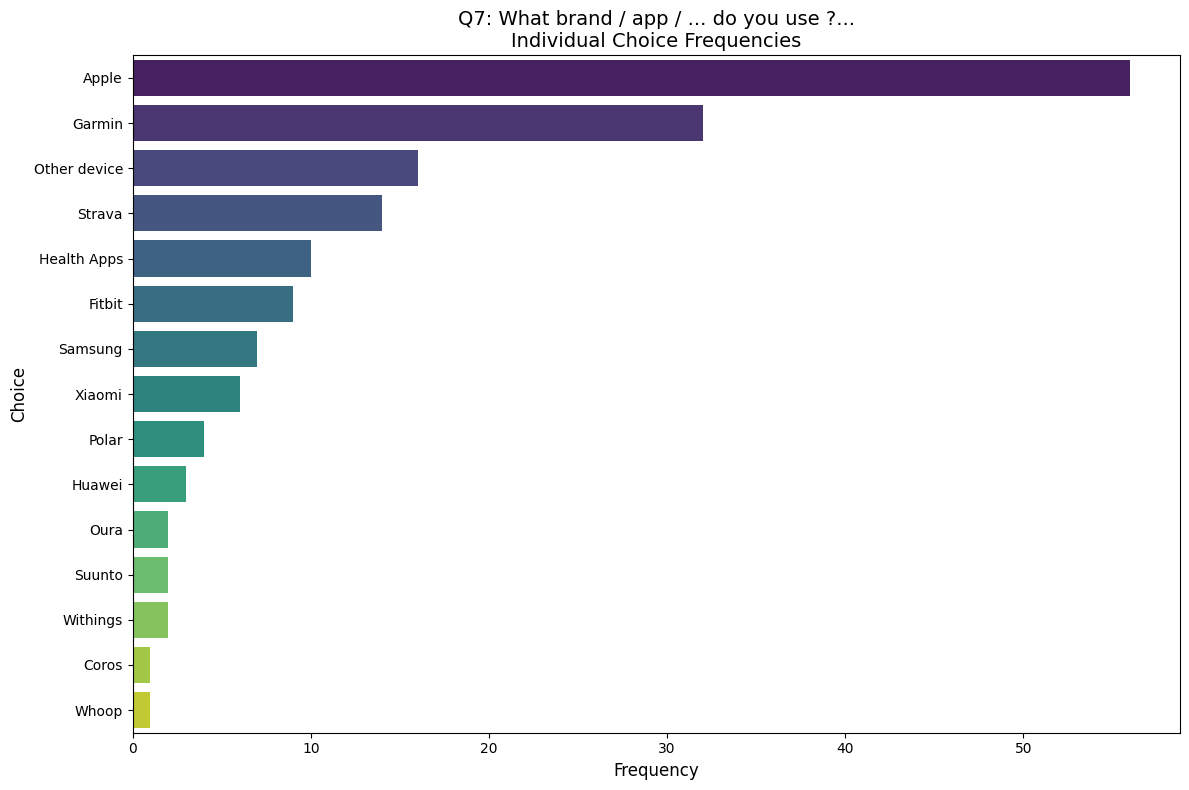 Q7: What brand / app / ... do you use ?...
Individual Choice Frequencies
Choice
Apple
Garmin
Other device
Strava
Health Apps
Fitbit
Samsung
Xiaomi
Polar
Huawei
Oura
Suunto
Withings
Coros
Whoop
0 10 20 30 40 50
Frequency